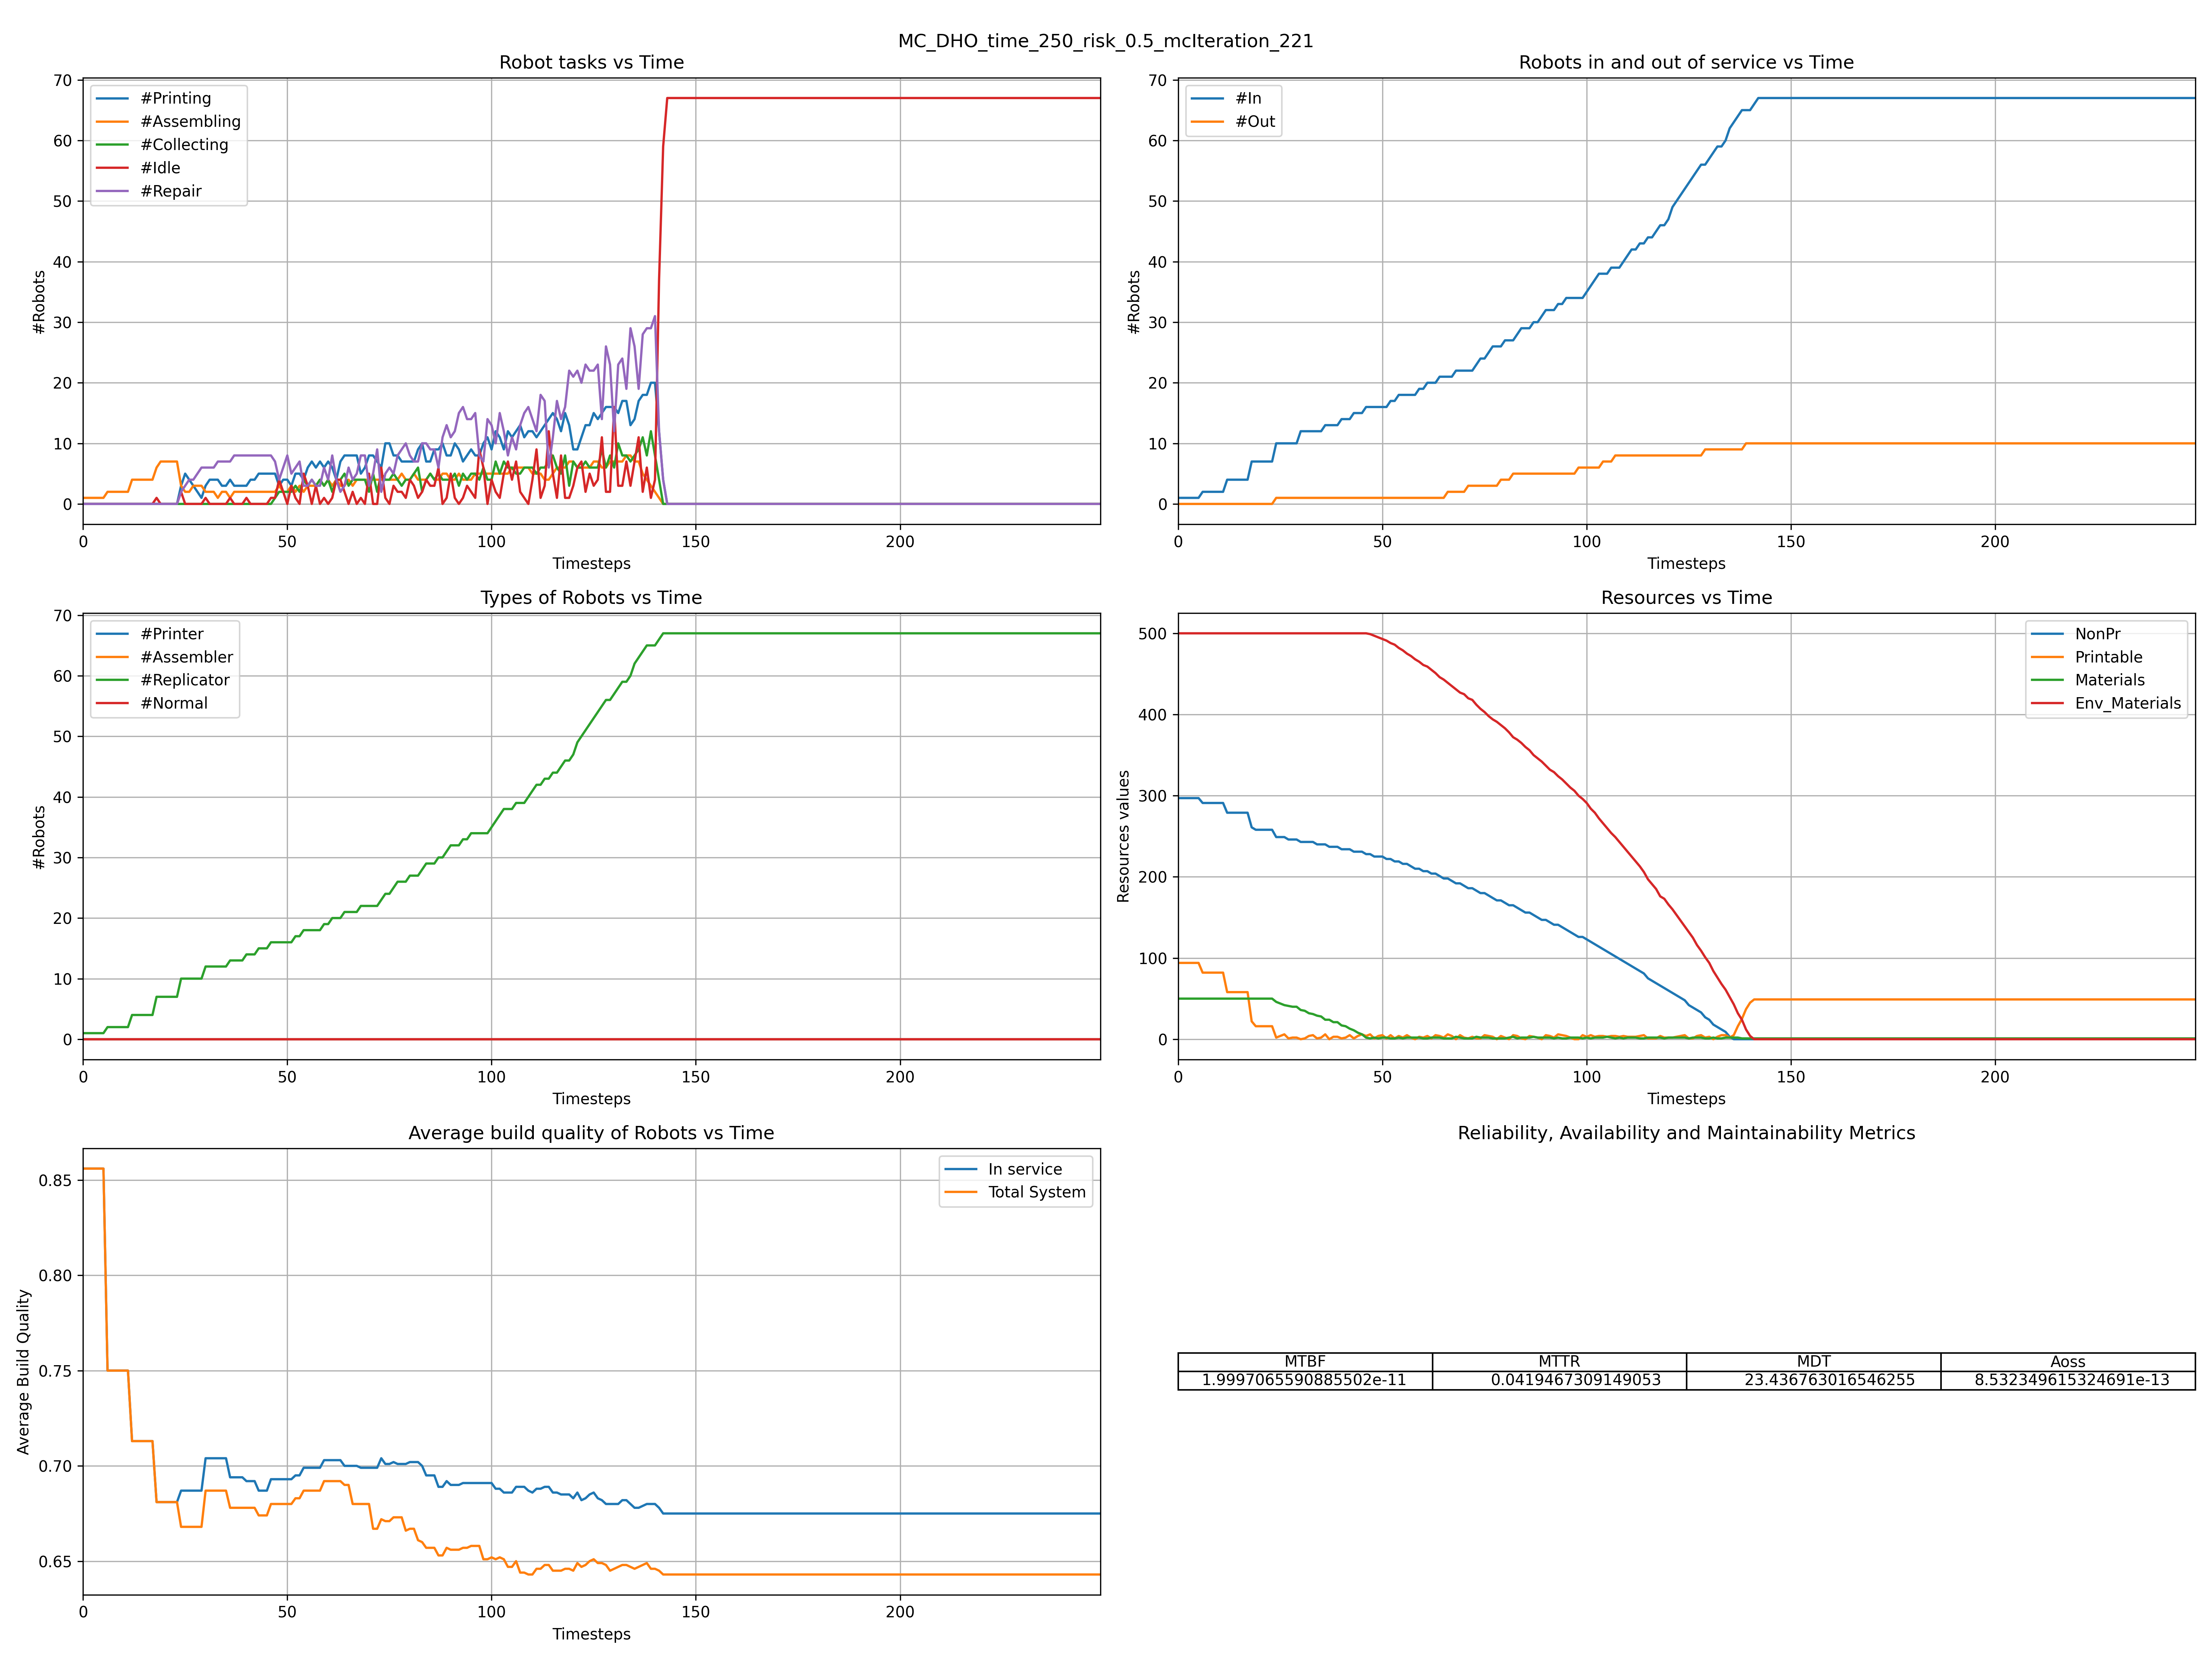 MC_DHO_time_250_risk_0.5_mcIteration_221
Robot tasks vs Time
70
60
50
40
30
20
10
0
#Robots
#Printing
#Assembling
#Collecting
#Idle
#Repair
0 50 100 150 200
Timesteps
Robots in and out of service vs Time
70
60
50
40
30
20
10
0
#Robots
#In
#Out
0 50 100 150 200
Timesteps
Types of Robots vs Time
70
60
50
40
30
20
10
0
#Robots
#Printer
#Assembler
#Replicator
#Normal
0 50 100 150 200
Timesteps
Resources vs Time
500
400
300
200
100
0
Resources values
NonPr
Printable
Materials
Env_Materials
0 50 100 150 200
Timesteps
Average build quality of Robots vs Time
0.85
0.80
0.75
0.70
0.65
Average Build Quality
In service
Total System
0 50 100 150 200
Timesteps
Reliability, Availability and Maintainability Metrics
MTBF MTTR MDT Aoss
1.9997065590885502e-11 0.0419467309149053 23.436763016546255 8.532349615324691e-13